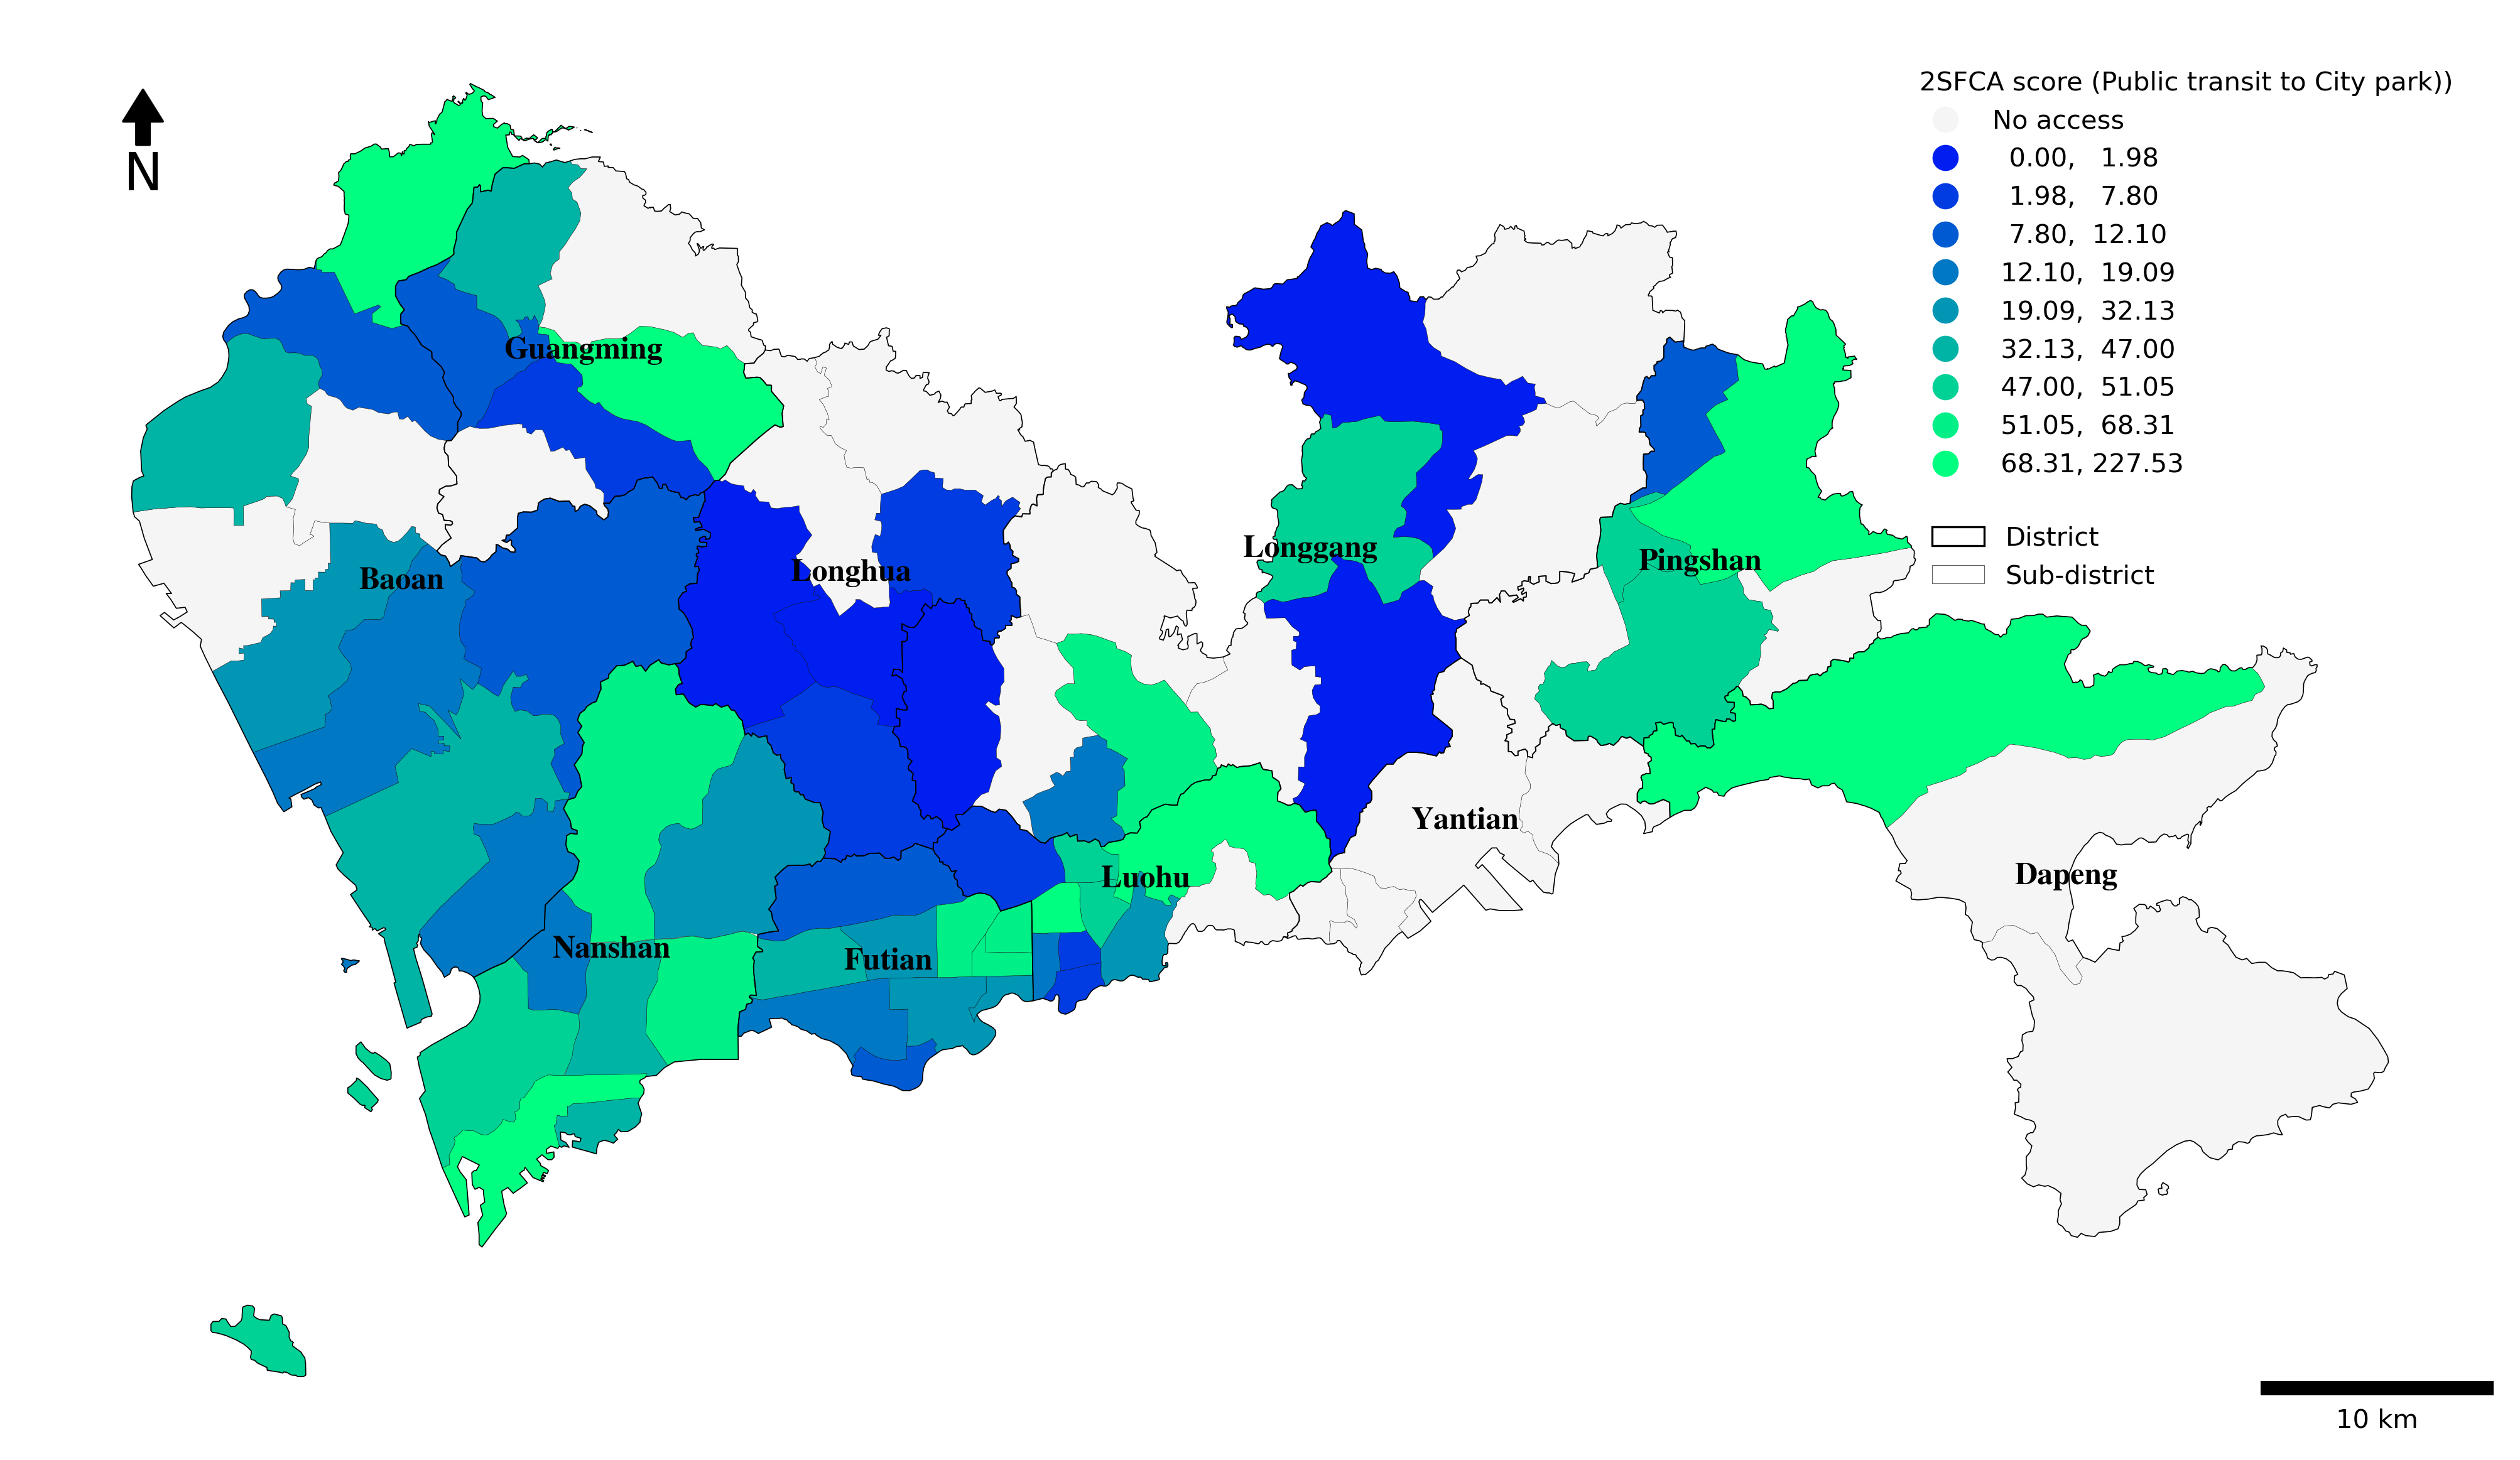 2SFCA score (Public transit to City park))
No access
0.00, 1.98
1.98, 7.80
7.80, 12.10
12.10, 19.09
19.09, 32.13
32.13, 47.00
47.00, 51.05
51.05, 68.31
68.31, 227.53
District
Sub-district
N
Guangming
Baoan
Longhua
Longgang
Pingshan
Yantian
Luohu
Dapeng
Nanshan
Futian
10 km